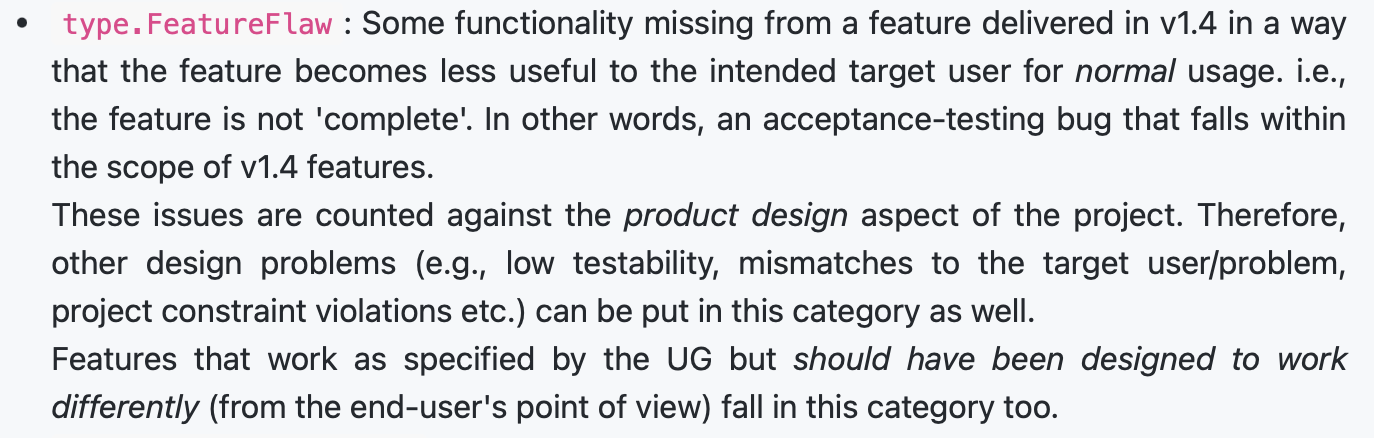 • type.FeatureFlaw : Some functionality missing from a feature delivered in v1.4 in a way
that the feature becomes less useful to the intended target user for normal usage. i.e.,
the feature is not 'complete'. In other words, an acceptance-testing bug that falls within
the scope of v1.4 features.
These issues are counted against the product design aspect of the project. Therefore,
other design problems (e.g., low testability, mismatches to the target user/problem,
project constraint violations etc.) can be put in this category as well.
Features that work as specified by the UG but should have been designed to work
differently (from the end-user's point of view) fall in this category too.